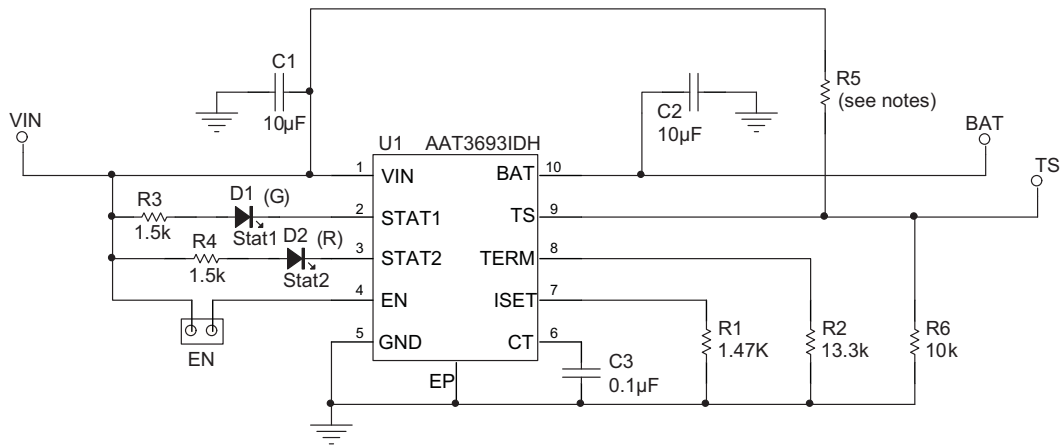 C1
10µF
R5
(see notes)
C2
10µF
VIN
BAT
TS
U1 AAT3693IDH
1 VIN BAT 10
R3
1.5k
D1 (G)
Stat1
2 STAT1 TS 9
R4
1.5k
D2 (R)
Stat2
3 STAT2 TERM 8
4 EN ISET 7
EN
5 GND CT 6
EP
C3
0.1µF
R1
1.47K
R2
13.3k
R6
10k